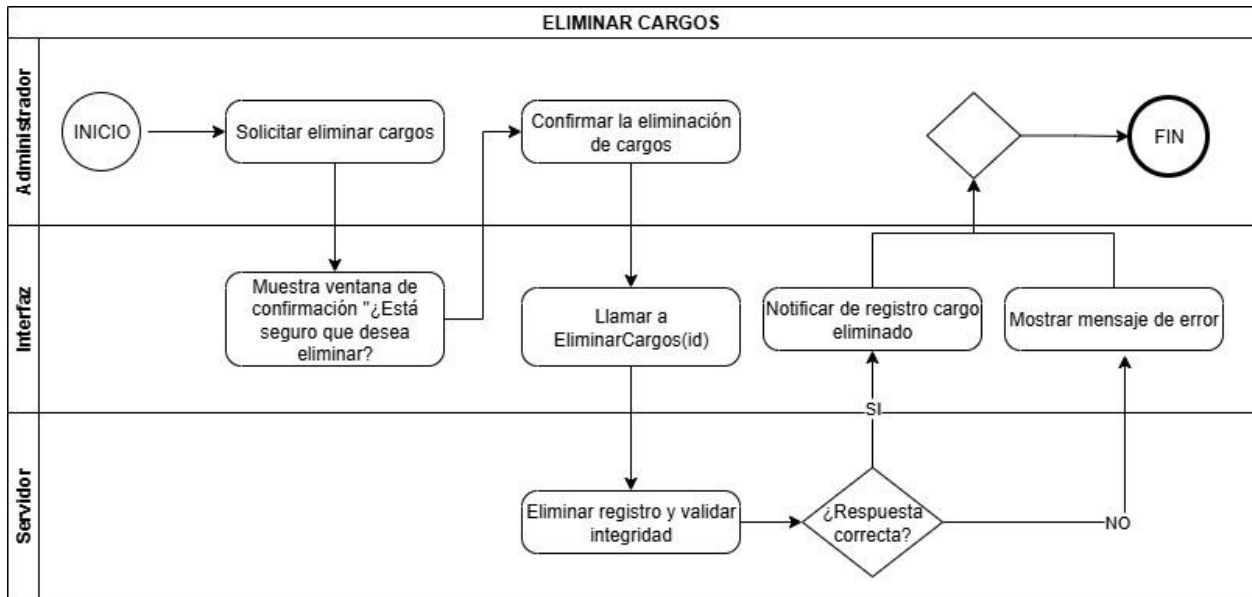 ELIMINAR CARGOS
Administrador
INICIO
Solicitar eliminar cargos
Confirmar la eliminación
de cargos
FIN
Interfaz
Muestra ventana de
confirmación "¿Está
seguro que desea
eliminar?
Llamar a
EliminarCargos(id)
Notificar de registro cargo
eliminado
Mostrar mensaje de error
Servidor
Eliminar registro y validar
integridad
¿Respuesta
correcta?
SI
NO